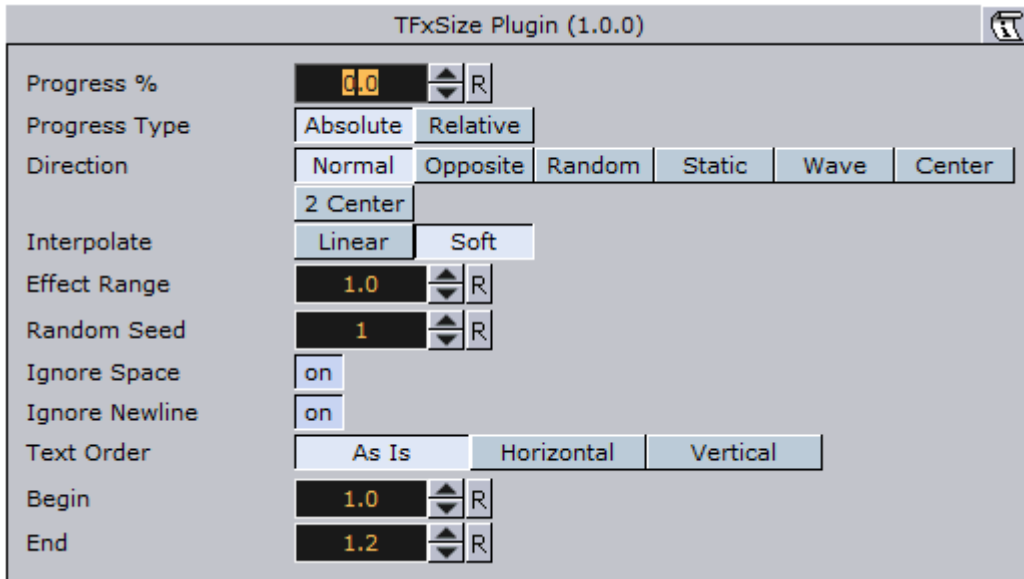 TFxSize Plugin (1.0.0)
Progress % 0.0 R
Progress Type Absolute Relative
Direction Normal Opposite Random Static Wave Center
2 Center
Interpolate Linear Soft
Effect Range 1.0 R
Random Seed 1 R
Ignore Space on
Ignore Newline on
Text Order As Is Horizontal Vertical
Begin 1.0 R
End 1.2 R